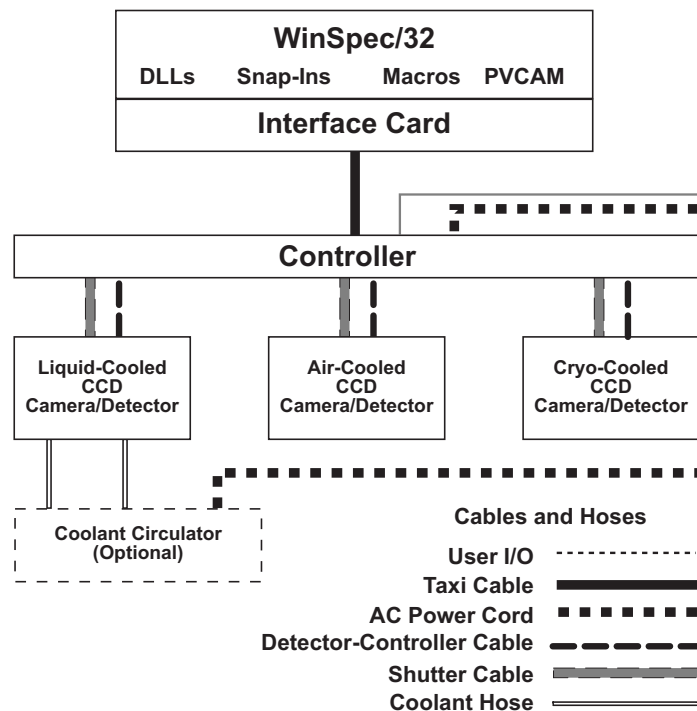 WinSpec/32
DLLs Snap-Ins Macros PVCAM
Interface Card
Controller
Liquid-Cooled
CCD
Camera/Detector
Air-Cooled
CCD
Camera/Detector
Cryo-Cooled
CCD
Camera/Detector
Coolant Circulator
(Optional)
Cables and Hoses
User I/O
Taxi Cable
AC Power Cord
Detector-Controller Cable
Shutter Cable
Coolant Hose